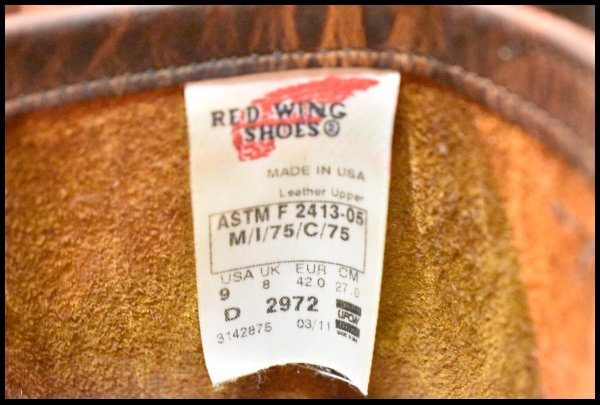 RED WING
SHOES®
MADE IN USA
Leather Upper
ASTM F 2413-05
M/I/75/C/75
USA UK EUR CM
9 8 42.0 27.0
D 2972 UFCW
3142875 03/11